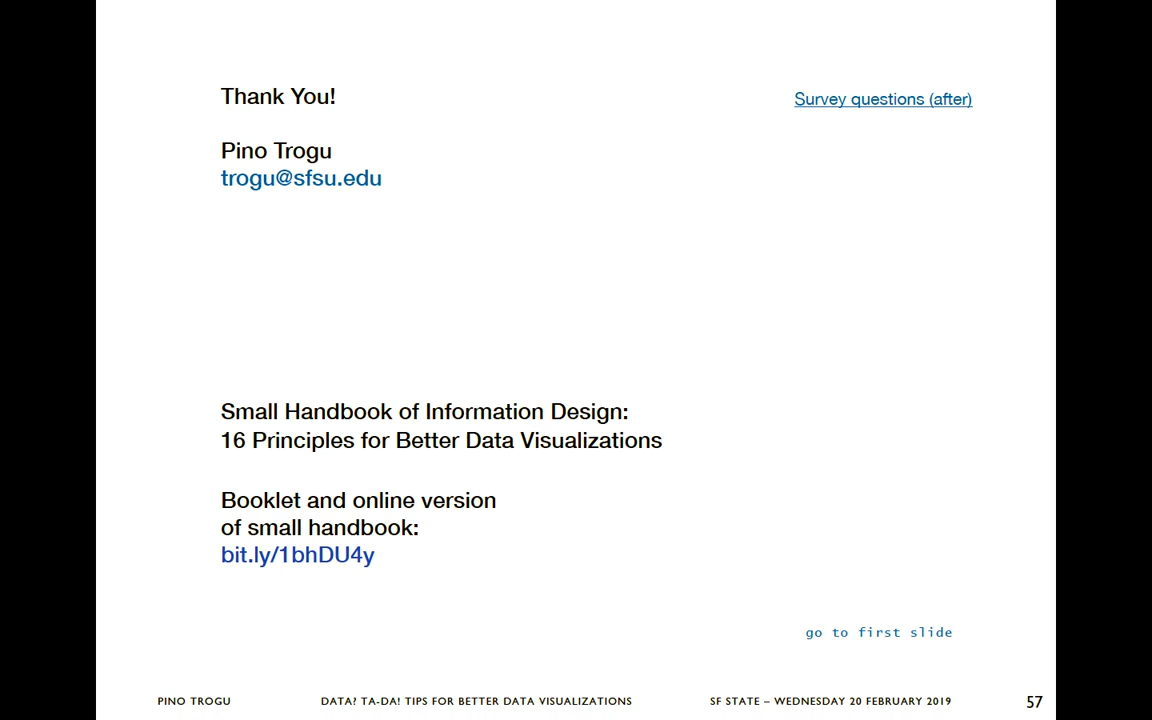 Thank You!
Survey questions (after)
Pino Trogu
trogu@sfsu.edu
Small Handbook of Information Design:
16 Principles for Better Data Visualizations
Booklet and online version
of small handbook:
bit.ly/1bhDU4y
go to first slide
PINO TROGU
DATA? TA-DA! TIPS FOR BETTER DATA VISUALIZATIONS
SF STATE – WEDNESDAY 20 FEBRUARY 2019
57